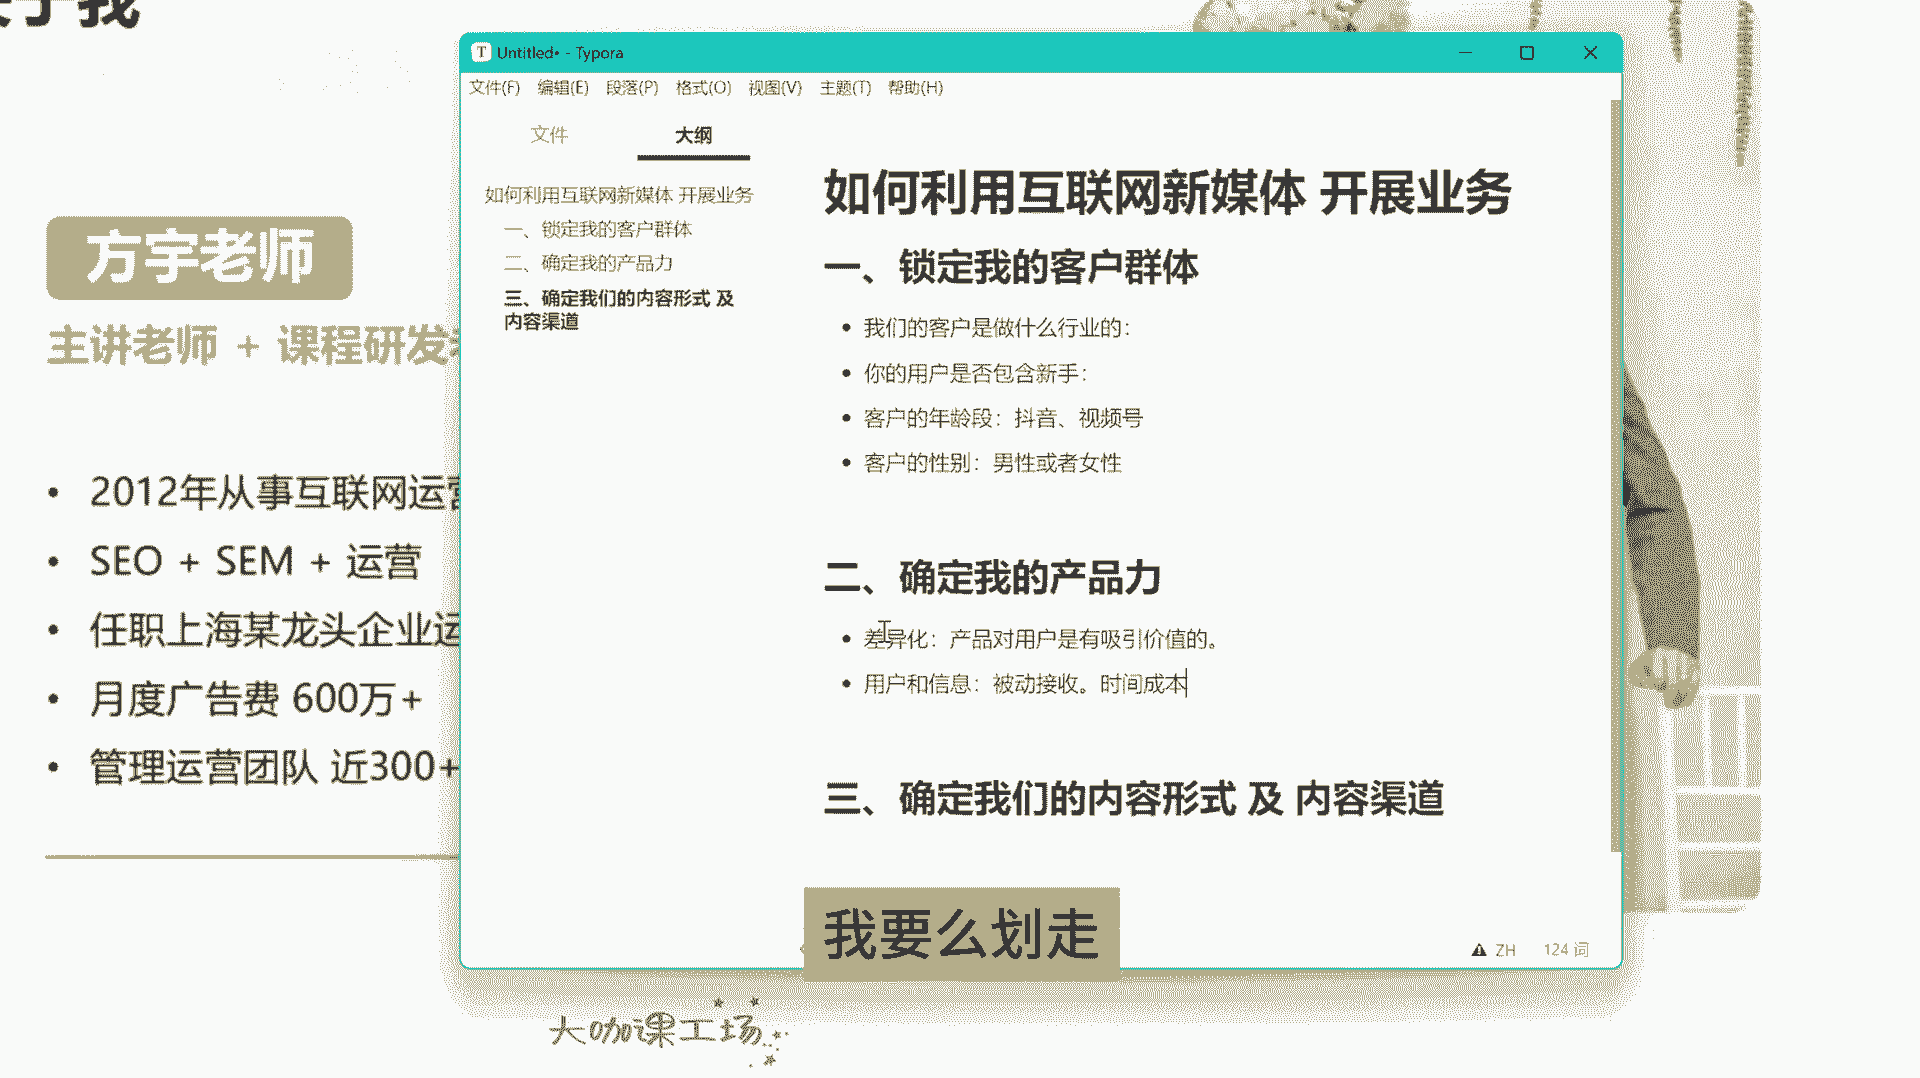 于我
方宇老师
主讲老师 + 课程研发
2012年从事互联网运营
SEO + SEM + 运营
任职上海某龙头企业运
月度广告费 600万+
管理运营团队 近300+
Untitled• - Typora
文件(F) 编辑(E) 段落(P) 格式(O) 视图(V) 主题(T) 帮助(H)
文件 大纲
如何利用互联网新媒体 开展业务
一、锁定我的客户群体
二、确定我的产品力
三、确定我们的内容形式 及
内容渠道
如何利用互联网新媒体 开展业务
一、锁定我的客户群体
我们的客户是做什么行业的：
你的用户是否包含新手：
客户的年龄段：抖音、视频号
客户的性别：男性或者女性
二、确定我的产品力
差异化：产品对用户是有吸引价值的。
用户和信息：被动接收。时间成本
三、确定我们的内容形式 及 内容渠道
ZH 124 词
我要么划走
大咖课工场